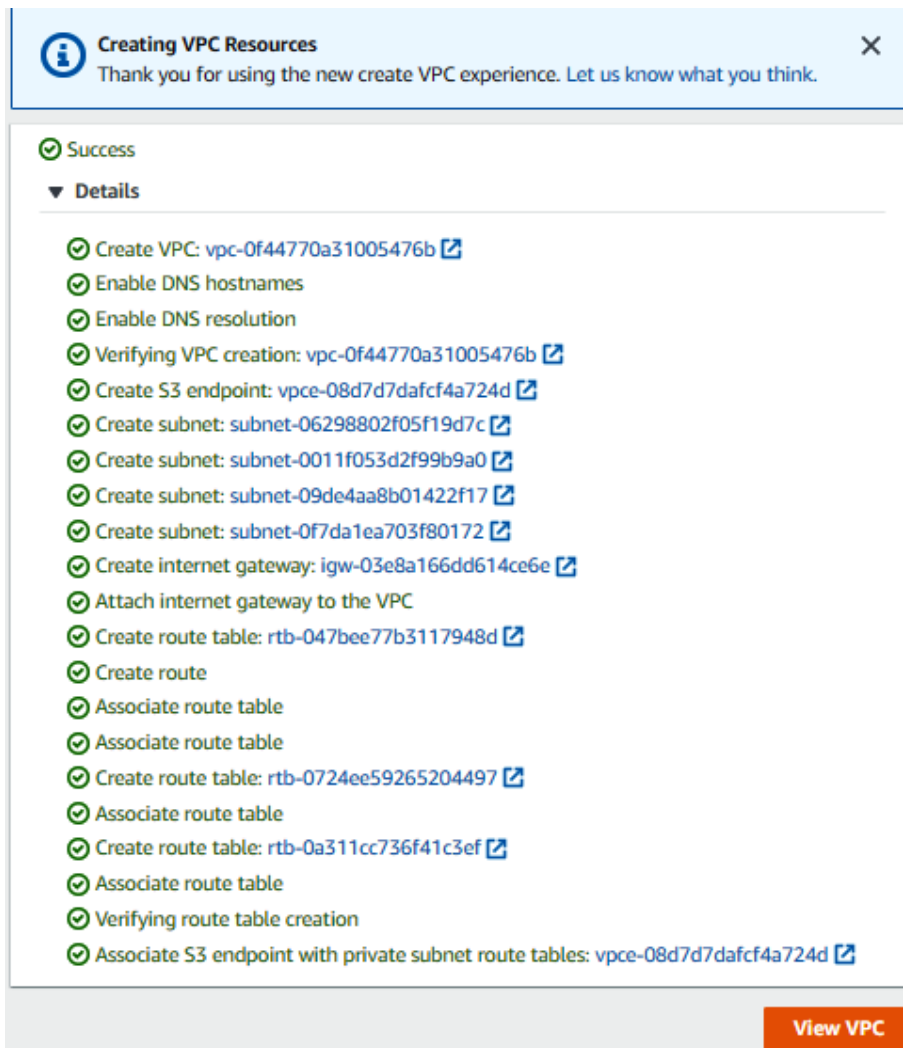 Creating VPC Resources
Thank you for using the new create VPC experience. Let us know what you think.
Success
Details
Create VPC: vpc-0f44770a31005476b
Enable DNS hostnames
Enable DNS resolution
Verifying VPC creation: vpc-0f44770a31005476b
Create S3 endpoint: vpce-08d7d7dafcf4a724d
Create subnet: subnet-06298802f05f19d7c
Create subnet: subnet-0011f053d2f99b9a0
Create subnet: subnet-09de4aa8b01422f17
Create subnet: subnet-0f7da1ea703f80172
Create internet gateway: igw-03e8a166dd614ce6e
Attach internet gateway to the VPC
Create route table: rtb-047bee77b3117948d
Create route
Associate route table
Associate route table
Create route table: rtb-0724ee59265204497
Associate route table
Create route table: rtb-0a311cc736f41c3ef
Associate route table
Verifying route table creation
Associate S3 endpoint with private subnet route tables: vpce-08d7d7dafcf4a724d
View VPC